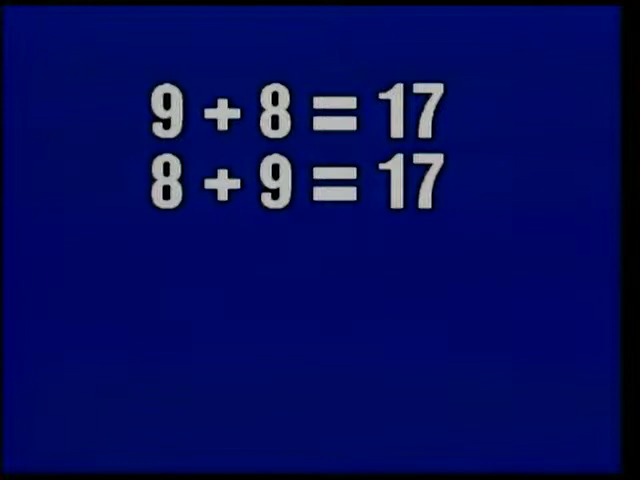 9 + 8 = 17
8 + 9 = 17